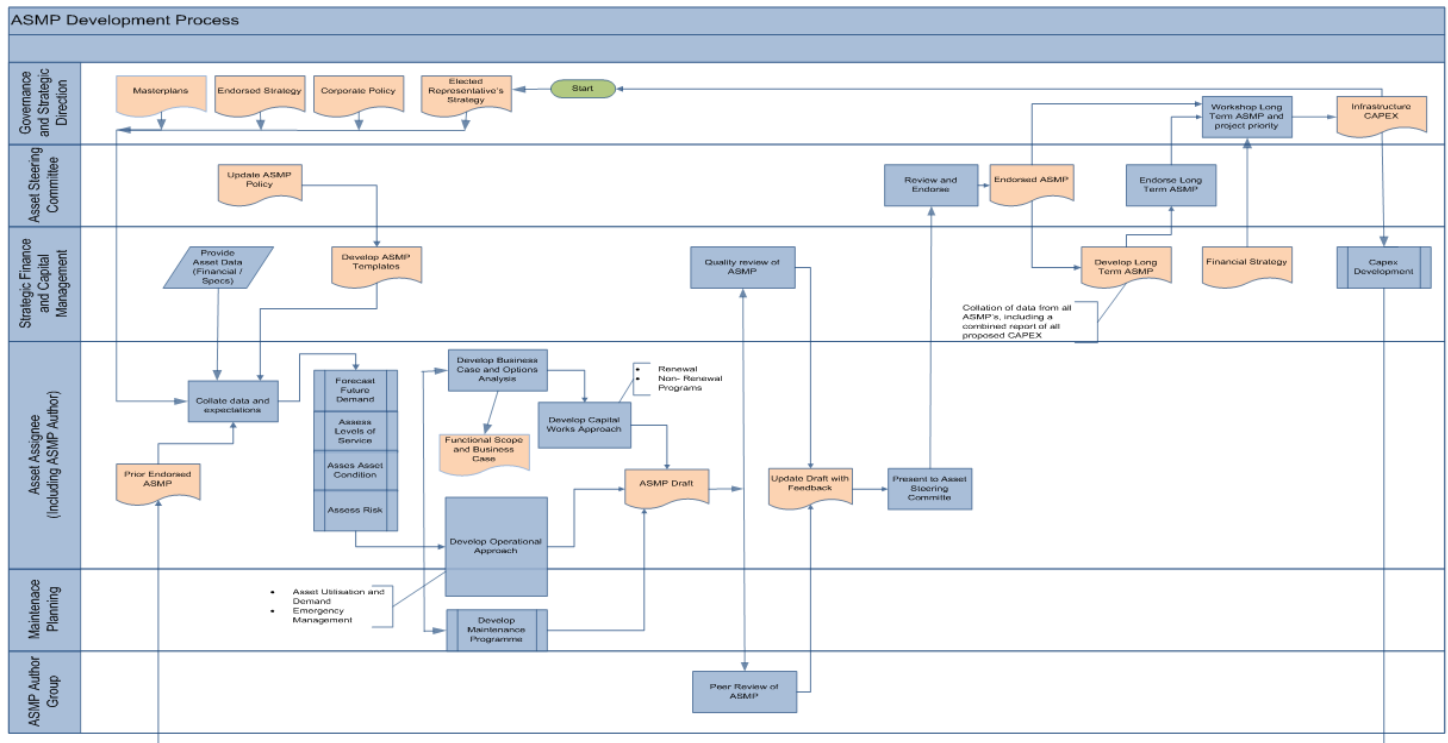 ASMP Development Process
Governance
and Strategic
Direction
Masterplans
Endorsed Strategy
Corporate Policy
Elected
Representative's
Strategy
Start
Workshop Long
Term ASMP and
project priority
Infrastructure
CAPEX
Asset Steering
Committee
Update ASMP
Policy
Review and
Endorse
Endorsed ASMP
Endorse Long
Term ASMP
Strategic Finance
and Capital
Management
Provide
Asset Data
(Financial /
Specs)
Develop ASMP
Templates
Quality review of
ASMP
Develop Long
Term ASMP
Financial Strategy
Capex
Development
Collation of data from all
ASMP's, including a
combined report of all
proposed CAPEX
Asset Assignee
(Including ASMP Author)
Collate data and
expectations
Prior Endorsed
ASMP
Forecast
Future
Demand
Assess
Levels of
Service
Asses Asset
Condition
Assess Risk
Develop Business
Case and Options
Analysis
Functional Scope
and Business
Case
Develop Capital
Works Approach
• Renewal
• Non- Renewal
Programs
Develop Operational
Approach
ASMP Draft
Update Draft with
Feedback
Present to Asset
Steering
Committe
Maintenace
Planning
• Asset Utilisation and
Demand
• Emergency
Management
Develop
Maintenance
Programme
ASMP Author
Group
Peer Review of
ASMP